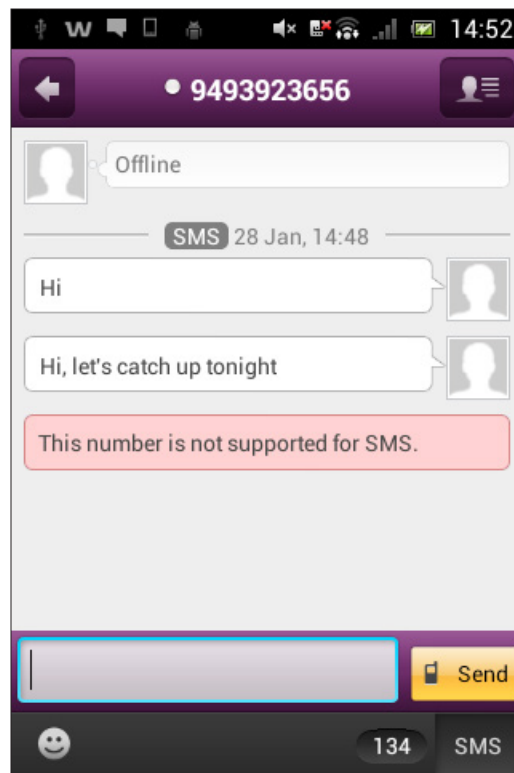 14:52
9493923656
Offline
SMS 28 Jan, 14:48
Hi
Hi, let's catch up tonight
This number is not supported for SMS.
Send
134 SMS